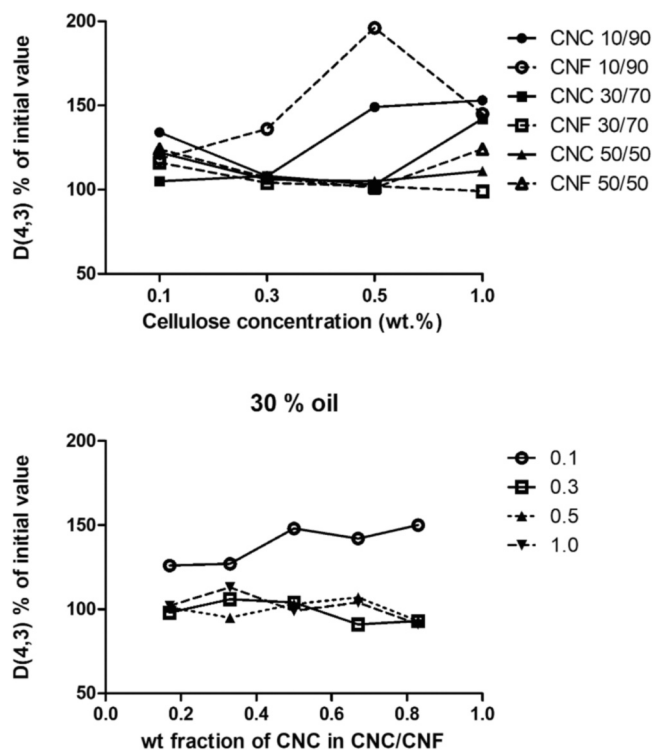 D(4,3) % of initial value
200
150
100
50
0.1 0.3 0.5 1.0
Cellulose concentration (wt.%)
CNC 10/90
CNF 10/90
CNC 30/70
CNF 30/70
CNC 50/50
CNF 50/50
30 % oil
D(4,3) % of initial value
200
150
100
50
0.0 0.2 0.4 0.6 0.8 1.0
wt fraction of CNC in CNC/CNF
0.1
0.3
0.5
1.0